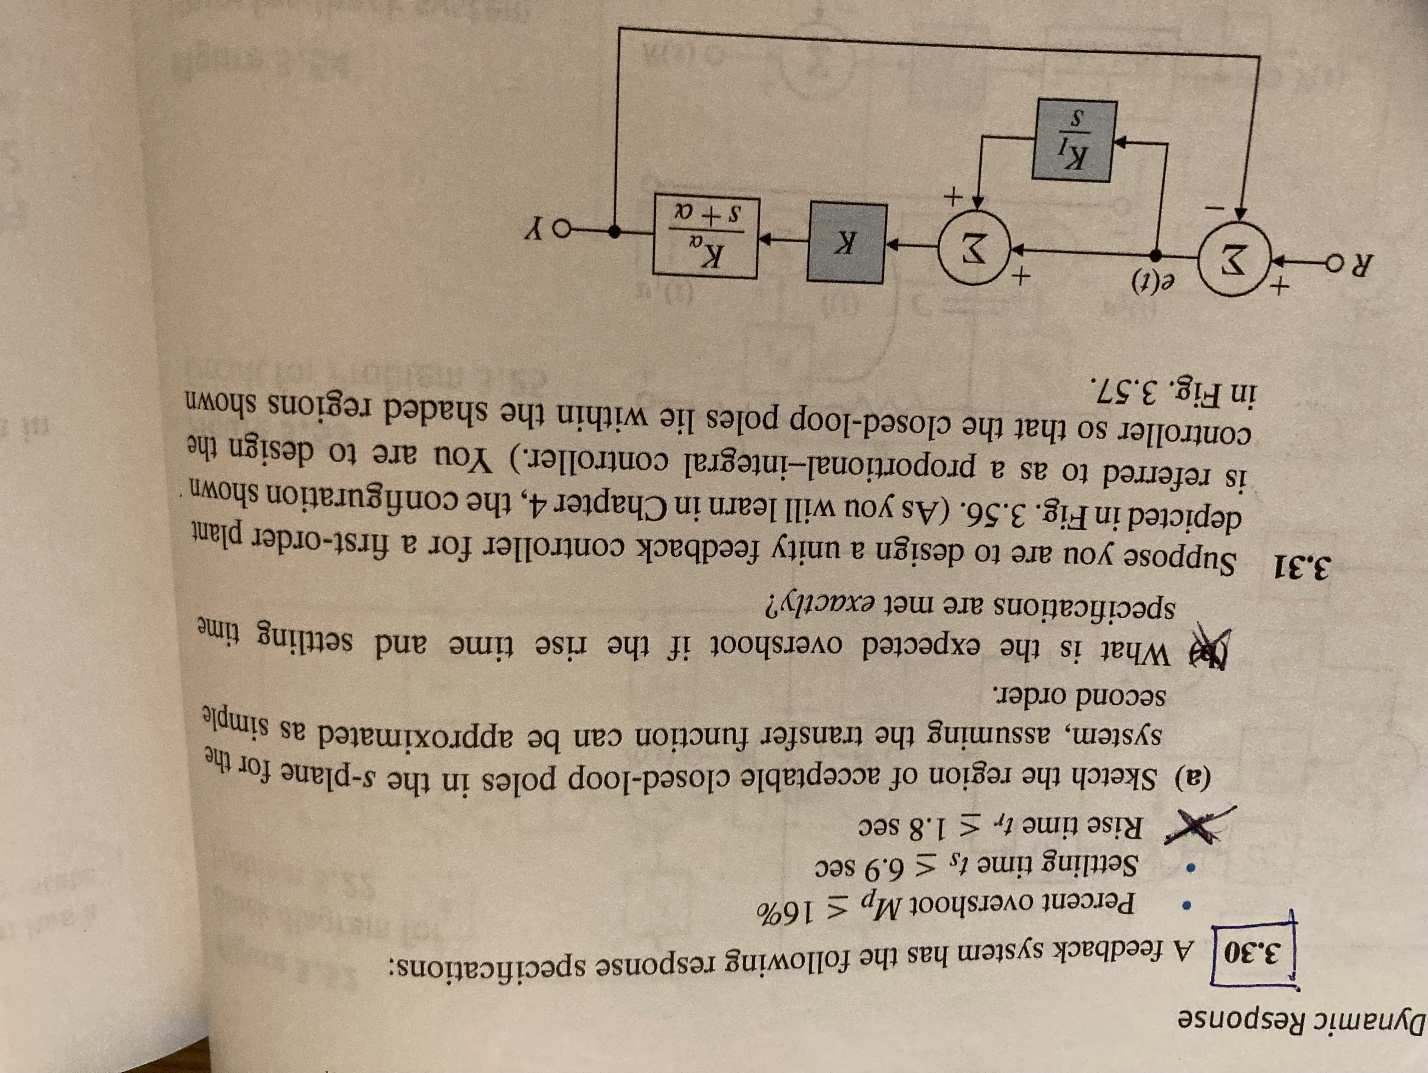 Dynamic Response
3.30 A feedback system has the following response specifications:
• Percent overshoot Mp ≤ 16%
• Settling time ts ≤ 6.9 sec
Rise time tr ≤ 1.8 sec
(a) Sketch the region of acceptable closed-loop poles in the s-plane for the
system, assuming the transfer function can be approximated as simple
second order.
(b) What is the expected overshoot if the rise time and settling time
specifications are met exactly?
3.31 Suppose you are to design a unity feedback controller for a first-order plant
depicted in Fig. 3.56. (As you will learn in Chapter 4, the configuration shown
is referred to as a proportional–integral controller.) You are to design the
controller so that the closed-loop poles lie within the shaded regions shown
in Fig. 3.57.
R + Σ − e(t) + Σ + K Kα / s + α Y
KI / s